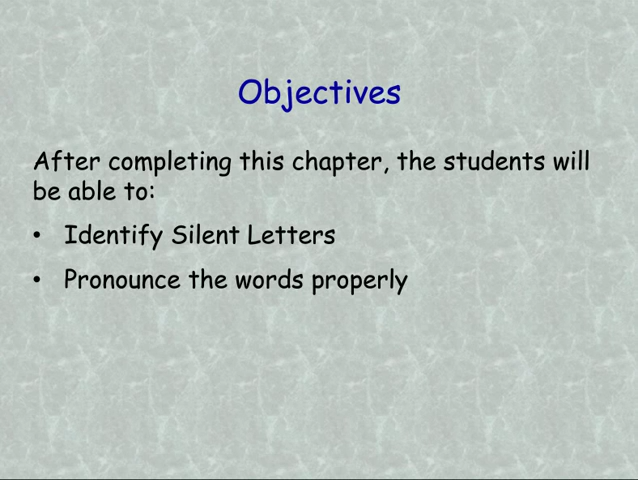 Objectives
After completing this chapter, the students will
be able to:
• Identify Silent Letters
• Pronounce the words properly